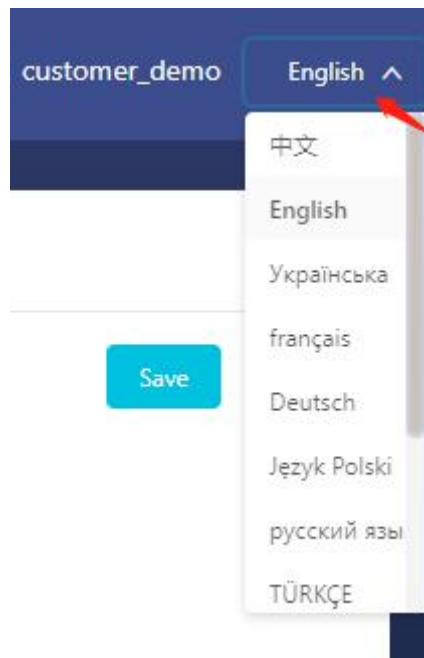 customer_demo
English
中文
English
Українська
français
Deutsch
Język Polski
русский язы
TÜRKÇE
Save